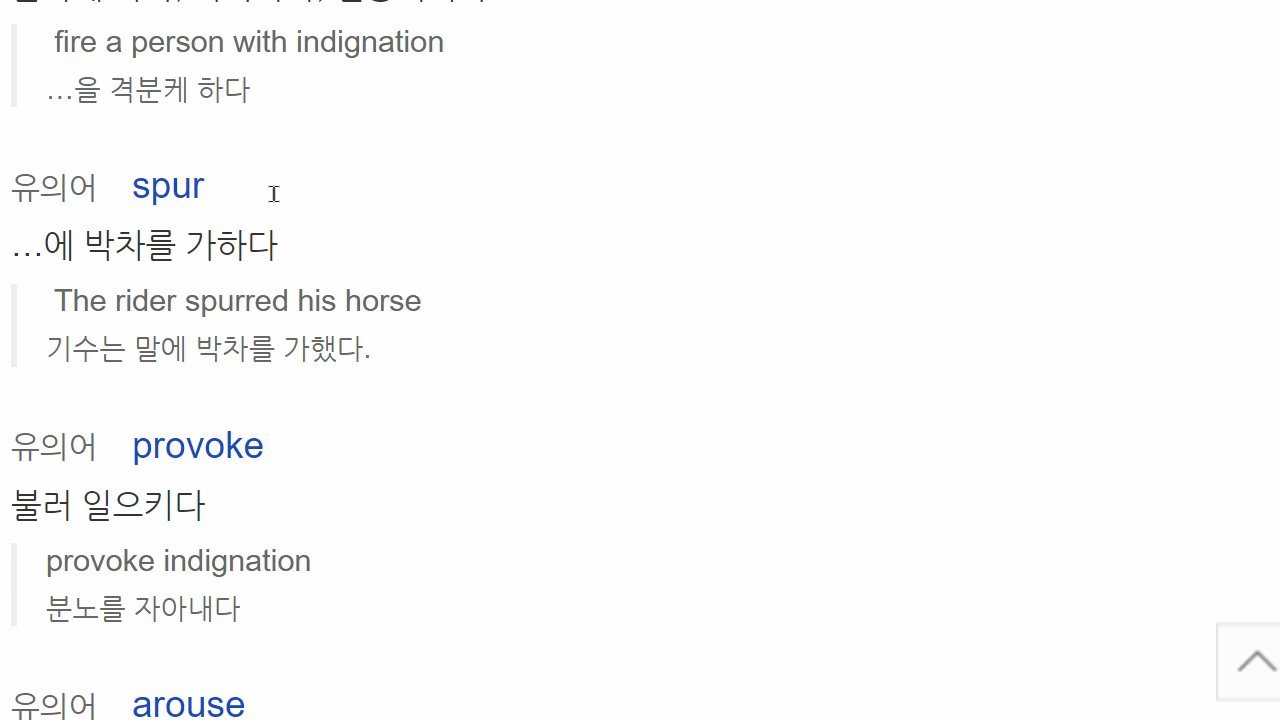 fire a person with indignation
…을 격분케 하다
유의어 spur
…에 박차를 가하다
The rider spurred his horse
기수는 말에 박차를 가했다.
유의어 provoke
불러 일으키다
provoke indignation
분노를 자아내다
유의어 arouse